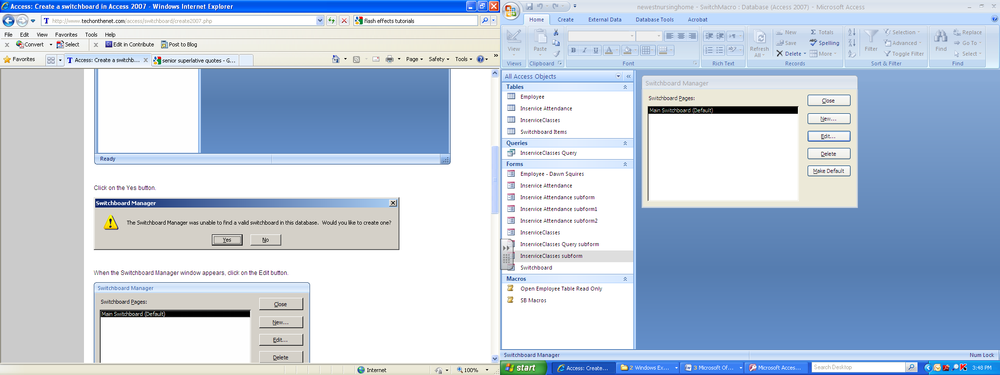 Access: Create a switchboard in Access 2007 - Windows Internet Explorer
http://www.techonthenet.com/access/switchboard/create2007.php
flash effects tutorials
File Edit View Favorites Tools Help
Convert Select Edit in Contribute Post to Blog
Favorites
Access: Create a switchb...
senior superlative quotes - G...
Page Safety Tools
Ready
Click on the Yes button.
Switchboard Manager
The Switchboard Manager was unable to find a valid switchboard in this database. Would you like to create one?
Yes No
When the Switchboard Manager window appears, click on the Edit button.
Switchboard Manager
Switchboard Pages:
Main Switchboard (Default)
Close
New...
Edit...
Delete
Internet
100%
newestnursinghome - SwitchMacro : Database (Access 2007) - Microsoft Access
Home Create External Data Database Tools Acrobat
View
Views
Paste
Clipboard
B I U A
Font
Rich Text
Refresh All
New
Save
Delete
Totals
Spelling
More
Records
Filter
Selection
Advanced
Toggle Filter
Sort & Filter
Find
Replace
Go To
Select
Find
All Access Objects
Tables
Employee
Inservice Attendance
InserviceClasses
Switchboard Items
Queries
InserviceClasses Query
Forms
Employee - Dawn Squires
Inservice Attendance
Inservice Attendance subform
Inservice Attendance subform1
Inservice Attendance subform2
InserviceClasses
InserviceClasses Query subform
InserviceClasses subform
Switchboard
Macros
Open Employee Table Read Only
SB Macros
Switchboard Manager
Switchboard Pages:
Main Switchboard (Default)
Close
New...
Edit...
Delete
Make Default
Switchboard Manager
Num Lock
start
Access: Create...
2 Windows Ex...
3 Microsoft Of...
Microsoft Acces...
Search Desktop
3:48 PM